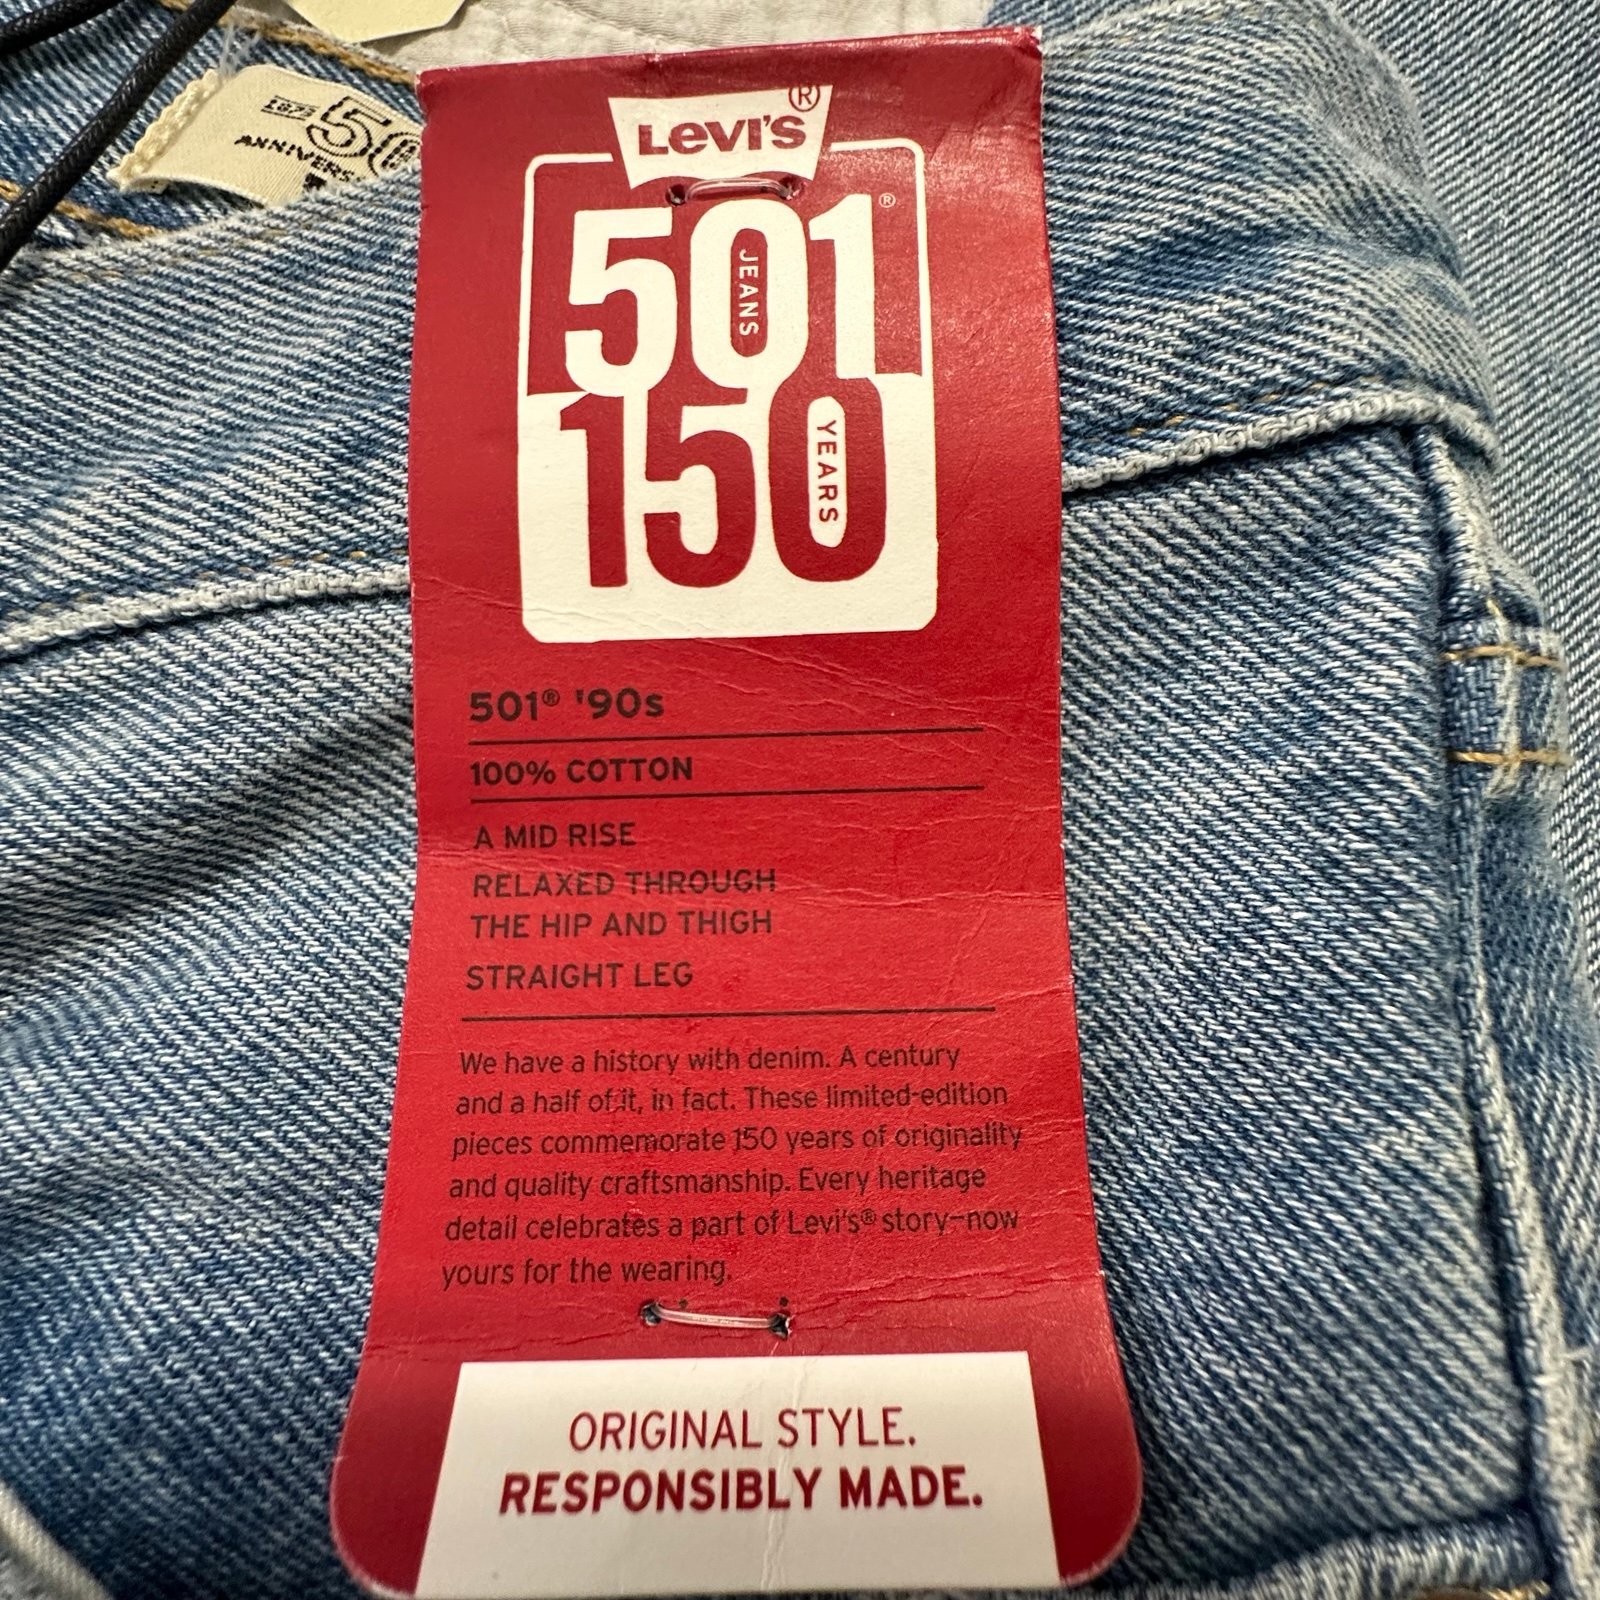 50
ANNIVERS
Levi's®
501®
JEANS
150
YEARS
501® '90s
100% COTTON
A MID RISE
RELAXED THROUGH
THE HIP AND THIGH
STRAIGHT LEG
We have a history with denim. A century
and a half of it, in fact. These limited-edition
pieces commemorate 150 years of originality
and quality craftsmanship. Every heritage
detail celebrates a part of Levi's® story—now
yours for the wearing.
ORIGINAL STYLE.
RESPONSIBLY MADE.